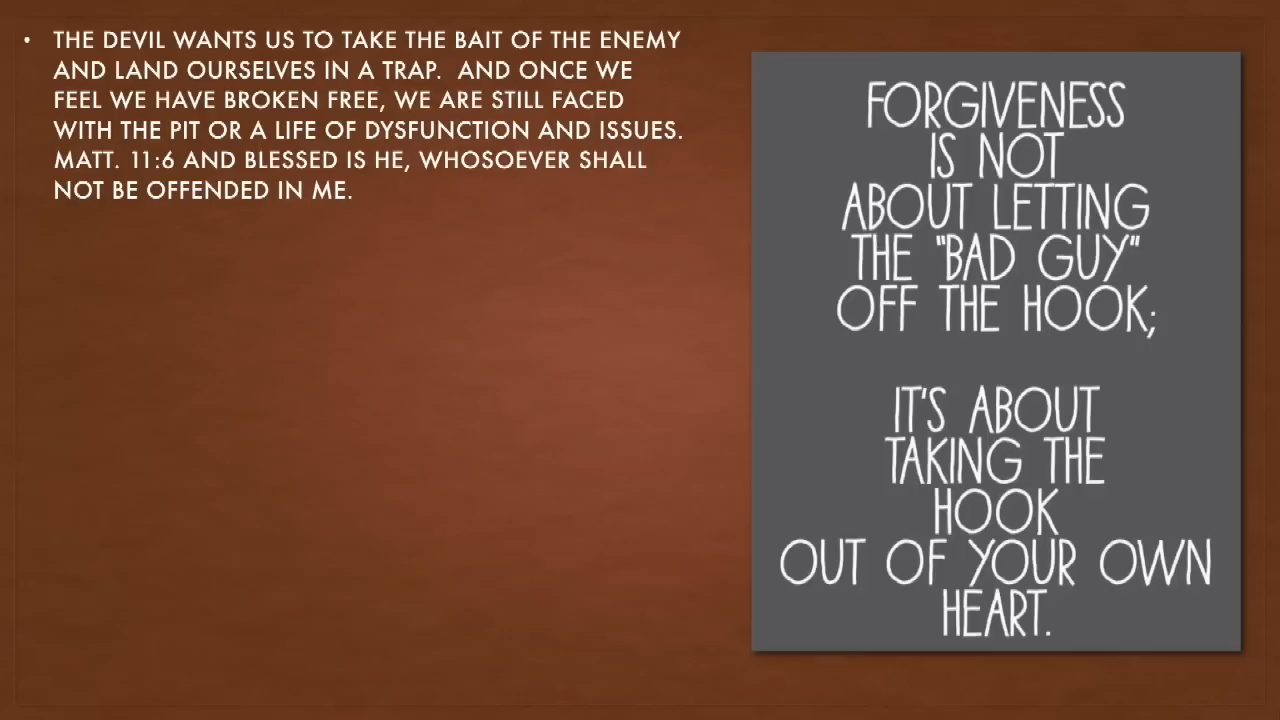 • THE DEVIL WANTS US TO TAKE THE BAIT OF THE ENEMY
AND LAND OURSELVES IN A TRAP.  AND ONCE WE
FEEL WE HAVE BROKEN FREE, WE ARE STILL FACED
WITH THE PIT OR A LIFE OF DYSFUNCTION AND ISSUES.
MATT. 11:6 AND BLESSED IS HE, WHOSOEVER SHALL
NOT BE OFFENDED IN ME.
FORGIVENESS
IS NOT
ABOUT LETTING
THE "BAD GUY"
OFF THE HOOK;
IT'S ABOUT
TAKING THE
HOOK
OUT OF YOUR OWN
HEART.